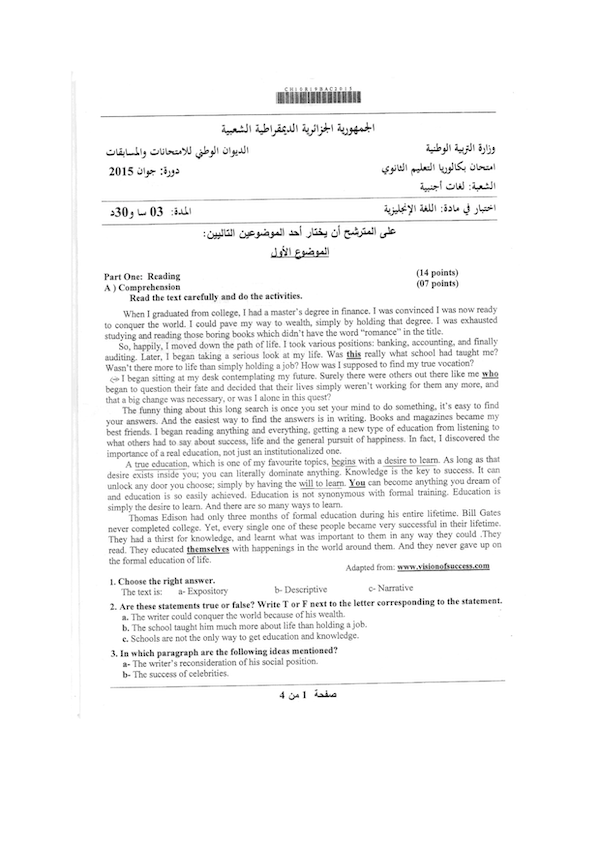 CH10R19BAC2015
الجمهورية الجزائرية الديمقراطية الشعبية
وزارة التربية الوطنية
الديوان الوطني للامتحانات والمسابقات
امتحان بكالوريا التعليم الثانوي
دورة: جوان 2015
الشعبة: لغات أجنبية
اختبار في مادة: اللغة الإنجليزية
المدة: 03 سا و30د
على المترشح أن يختار أحد الموضوعين التاليين:
الموضوع الأول
Part One: Reading (14 points)
A ) Comprehension (07 points)
Read the text carefully and do the activities.
When I graduated from college, I had a master's degree in finance. I was convinced I was now ready
to conquer the world. I could pave my way to wealth, simply by holding that degree. I was exhausted
studying and reading those boring books which didn't have the word "romance" in the title.
So, happily, I moved down the path of life. I took various positions: banking, accounting, and finally
auditing. Later, I began taking a serious look at my life. Was this really what school had taught me?
Wasn't there more to life than simply holding a job? How was I supposed to find my true vocation?
I began sitting at my desk contemplating my future. Surely there were others out there like me who
began to question their fate and decided that their lives simply weren't working for them any more, and
that a big change was necessary, or was I alone in this quest?
The funny thing about this long search is once you set your mind to do something, it's easy to find
your answers. And the easiest way to find the answers is in writing. Books and magazines became my
best friends. I began reading anything and everything, getting a new type of education from listening to
what others had to say about success, life and the general pursuit of happiness. In fact, I discovered the
importance of a real education, not just an institutionalized one.
A true education, which is one of my favourite topics, begins with a desire to learn. As long as that
desire exists inside you; you can literally dominate anything. Knowledge is the key to success. It can
unlock any door you choose; simply by having the will to learn. You can become anything you dream of
and education is so easily achieved. Education is not synonymous with formal training. Education is
simply the desire to learn. And there are so many ways to learn.
Thomas Edison had only three months of formal education during his entire lifetime. Bill Gates
never completed college. Yet, every single one of these people became very successful in their lifetime.
They had a thirst for knowledge, and learnt what was important to them in any way they could .They
read. They educated themselves with happenings in the world around them. And they never gave up on
the formal education of life.
Adapted from: www.visionofsuccess.com
1. Choose the right answer.
The text is: a- Expository b- Descriptive c- Narrative
2. Are these statements true or false? Write T or F next to the letter corresponding to the statement.
a. The writer could conquer the world because of his wealth.
b. The school taught him much more about life than holding a job.
c. Schools are not the only way to get education and knowledge.
3. In which paragraph are the following ideas mentioned?
a- The writer's reconsideration of his social position.
b- The success of celebrities.
صفحة 1 من 4